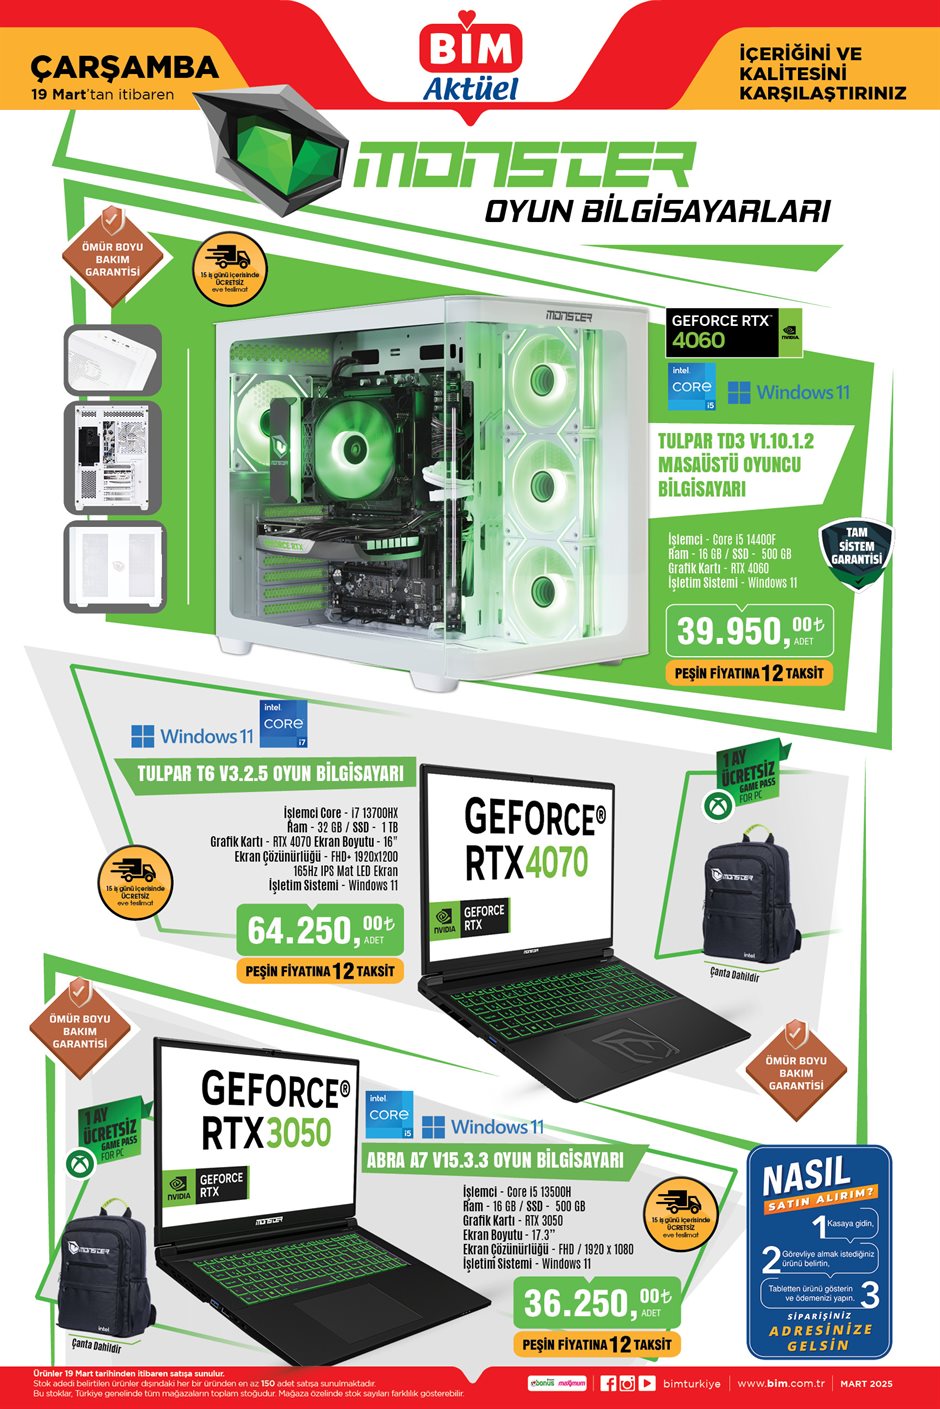 ÇARŞAMBA
19 Mart'tan itibaren
BİM
Aktüel
İÇERİĞİNİ VE
KALİTESİNİ
KARŞILAŞTIRINIZ
MONSTER
OYUN BİLGİSAYARLARI
ÖMÜR BOYU
BAKIM
GARANTİSİ
15 iş günü içerisinde
ÜCRETSİZ
eve teslimat
MONSTER
GEFORCE RTX
GEFORCE RTX™
4060
NVIDIA
intel
CORE
i5
Windows 11
TULPAR TD3 V1.10.1.2
MASAÜSTÜ OYUNCU
BİLGİSAYARI
İşlemci - Core İ5 14400F
Ram - 16 GB / SSD - 500 GB
Grafik Kartı - RTX 4060
İşletim Sistemi - Windows 11
TAM
SİSTEM
GARANTİSİ
39.950,00₺
ADET
PEŞİN FİYATINA 12 TAKSİT
Windows 11
intel
CORE
i7
TULPAR T6 V3.2.5 OYUN BİLGİSAYARI
İşlemci Core - i7 13700HX
Ram - 32 GB / SSD - 1 TB
Grafik Kartı - RTX 4070 Ekran Boyutu - 16”
Ekran Çözünürlüğü - FHD+ 1920x1200
165Hz IPS Mat LED Ekran
İşletim Sistemi - Windows 11
15 iş günü içerisinde
ÜCRETSİZ
eve teslimat
64.250,00₺
ADET
PEŞİN FİYATINA 12 TAKSİT
GEFORCE®
RTX4070
NVIDIA
GEFORCE
RTX
MONSTER
1 AY
ÜCRETSİZ
GAME PASS
FOR PC
MONSTER
intel
Çanta Dahildir
ÖMÜR BOYU
BAKIM
GARANTİSİ
ÖMÜR BOYU
BAKIM
GARANTİSİ
1 AY
ÜCRETSİZ
GAME PASS
FOR PC
MONSTER
intel
Çanta Dahildir
GEFORCE®
RTX3050
NVIDIA
GEFORCE
RTX
MONSTER
intel
CORE
i5
Windows 11
ABRA A7 V15.3.3 OYUN BİLGİSAYARI
İşlemci - Core i5 13500H
Ram - 16 GB / SSD - 500 GB
Grafik Kartı - RTX 3050
Ekran Boyutu - 17.3”
Ekran Çözünürlüğü - FHD / 1920 x 1080
İşletim Sistemi - Windows 11
15 iş günü içerisinde
ÜCRETSİZ
eve teslimat
36.250,00₺
ADET
PEŞİN FİYATINA 12 TAKSİT
NASIL
SATIN ALIRIM?
1 Kasaya gidin,
2 Görevliye almak istediğiniz
ürünü belirtin,
Tabletten ürünü gösterin
ve ödemenizi yapın. 3
SİPARİŞİNİZ
ADRESİNİZE
GELSİN
Ürünler 19 Mart tarihinden itibaren satışa sunulur.
Stok adedi belirtilen ürünler dışındaki her bir üründen en az 150 adet satışa sunulmaktadır.
Bu stoklar, Türkiye genelinde tüm mağazaların toplam stoğudur. Mağaza özelinde stok sayıları farklılık gösterebilir.
bonus maximum bimturkiye www.bim.com.tr MART 2025